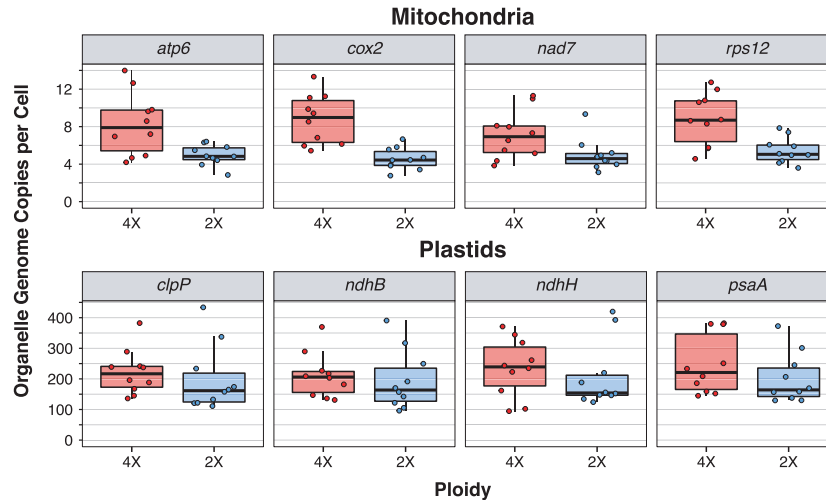 Mitochondria
atp6 cox2 nad7 rps12
12
8
4
0
4X 2X 4X 2X 4X 2X 4X 2X
Plastids
clpP ndhB ndhH psaA
400
300
200
100
0
4X 2X 4X 2X 4X 2X 4X 2X
Organelle Genome Copies per Cell
Ploidy